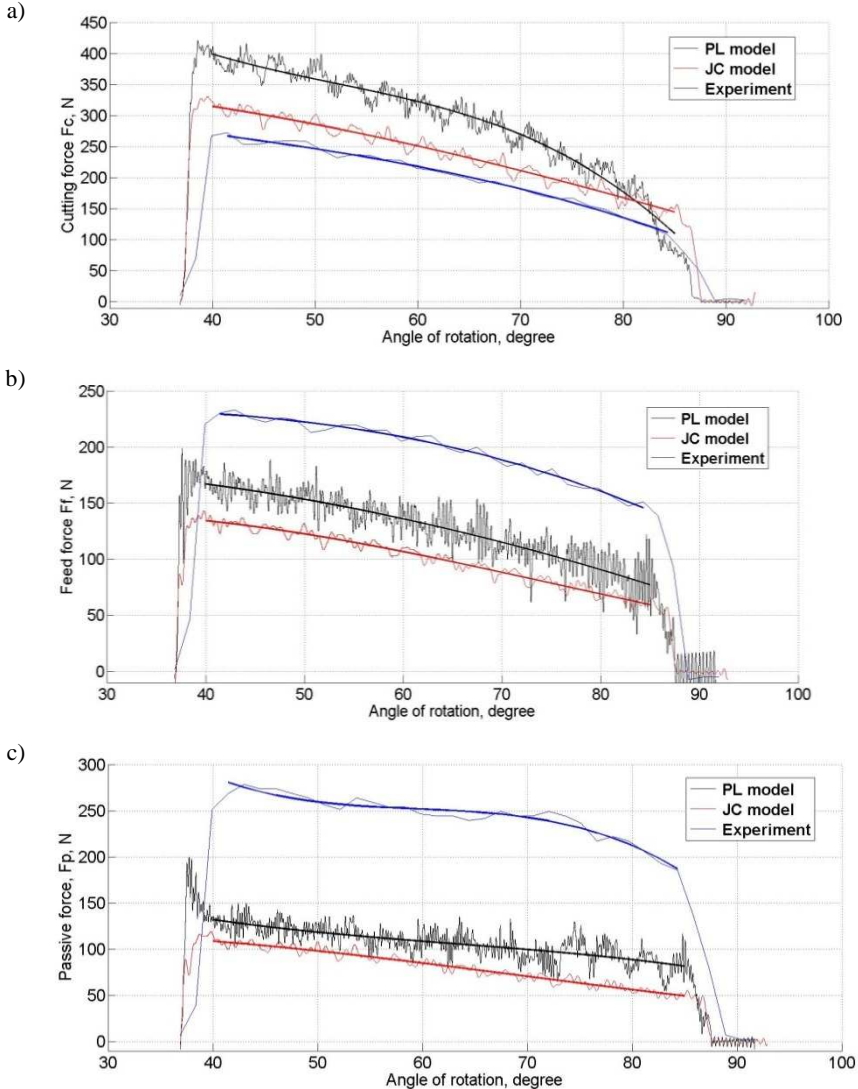 a)
450
400
350
300
250
200
150
100
50
0
Cutting force Fc, N
PL model
JC model
Experiment
30 40 50 60 70 80 90 100
Angle of rotation, degree
b)
250
200
150
100
50
0
Feed force Ff, N
PL model
JC model
Experiment
30 40 50 60 70 80 90 100
Angle of rotation, degree
c)
300
250
200
150
100
50
0
Passive force, Fp, N
PL model
JC model
Experiment
30 40 50 60 70 80 90 100
Angle of rotation, degree